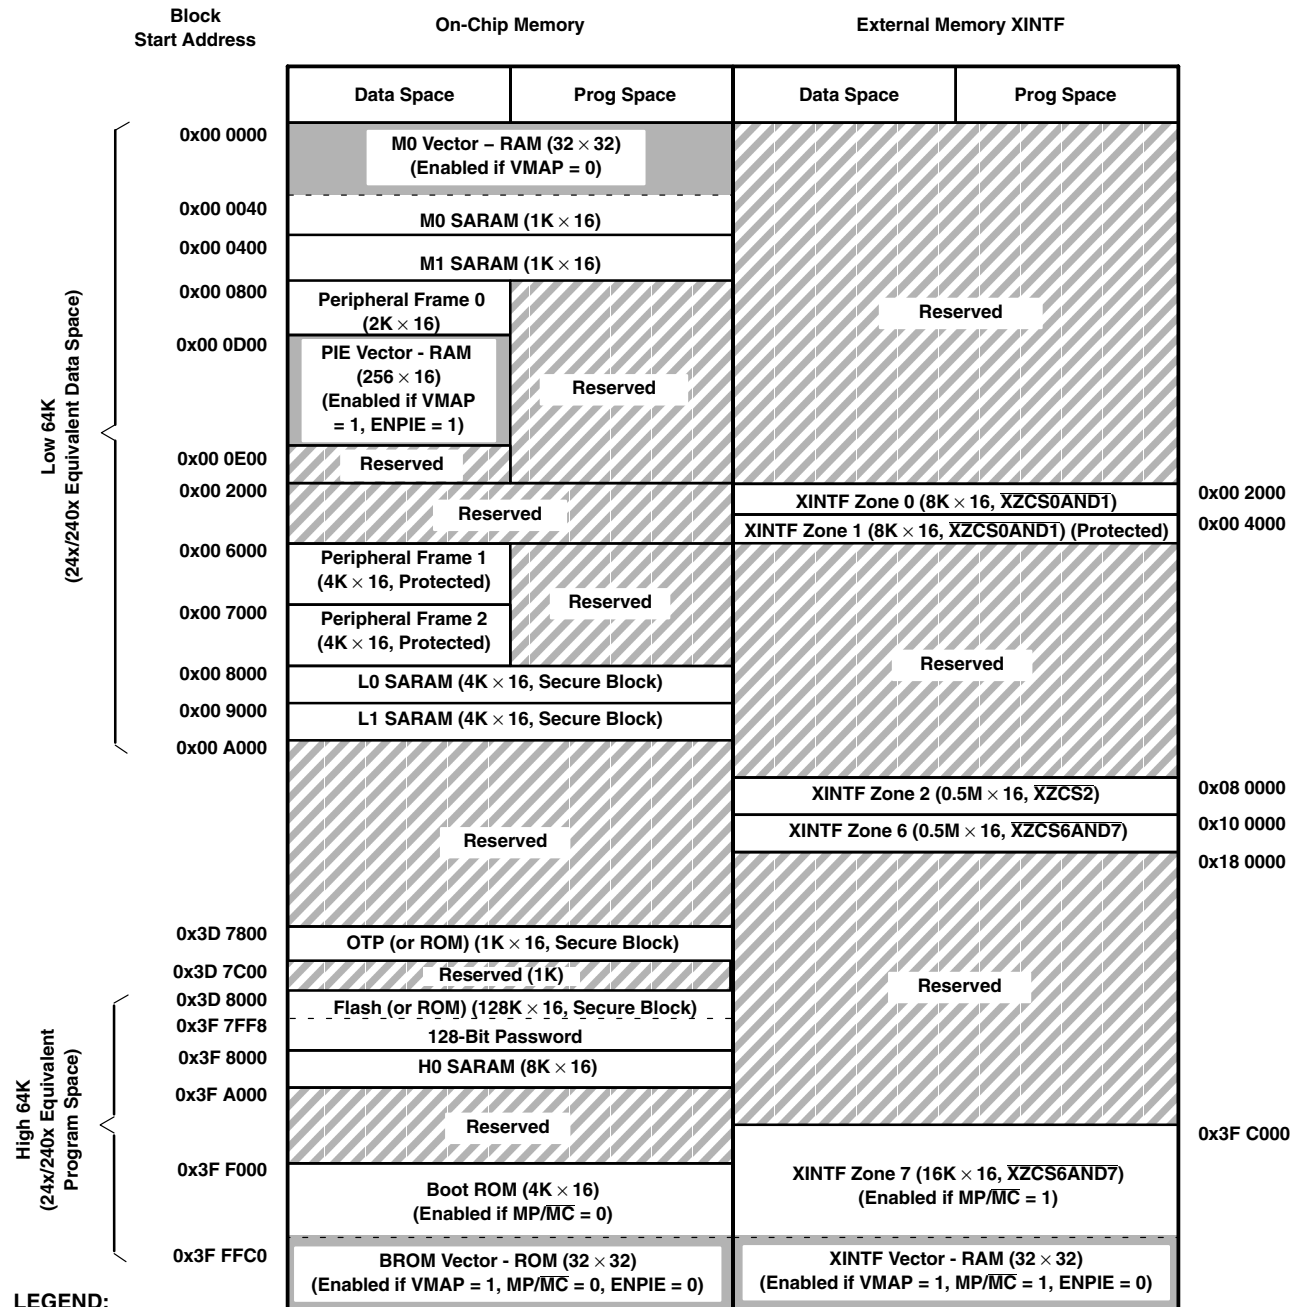 Block
Start Address
On-Chip Memory
External Memory XINTF
Data Space
Prog Space
Data Space
Prog Space
Low 64K
(24x/240x Equivalent Data Space)
0x00 0000
M0 Vector – RAM (32 × 32)
(Enabled if VMAP = 0)
0x00 0040
M0 SARAM (1K × 16)
0x00 0400
M1 SARAM (1K × 16)
0x00 0800
Peripheral Frame 0
(2K × 16)
Reserved
0x00 0D00
PIE Vector - RAM
(256 × 16)
(Enabled if VMAP
= 1, ENPIE = 1)
Reserved
0x00 0E00
Reserved
0x00 2000
Reserved
XINTF Zone 0 (8K × 16, XZCS0AND1)
0x00 2000
XINTF Zone 1 (8K × 16, XZCS0AND1) (Protected)
0x00 4000
0x00 6000
Peripheral Frame 1
(4K × 16, Protected)
Reserved
0x00 7000
Peripheral Frame 2
(4K × 16, Protected)
Reserved
0x00 8000
L0 SARAM (4K × 16, Secure Block)
0x00 9000
L1 SARAM (4K × 16, Secure Block)
0x00 A000
Reserved
XINTF Zone 2 (0.5M × 16, XZCS2)
0x08 0000
XINTF Zone 6 (0.5M × 16, XZCS6AND7)
0x10 0000
0x18 0000
0x3D 7800
OTP (or ROM) (1K × 16, Secure Block)
0x3D 7C00
Reserved (1K)
Reserved
High 64K
(24x/240x Equivalent
Program Space)
0x3D 8000
Flash (or ROM) (128K × 16, Secure Block)
0x3F 7FF8
128-Bit Password
0x3F 8000
H0 SARAM (8K × 16)
0x3F A000
Reserved
0x3F C000
0x3F F000
Boot ROM (4K × 16)
(Enabled if MP/MC = 0)
XINTF Zone 7 (16K × 16, XZCS6AND7)
(Enabled if MP/MC = 1)
0x3F FFC0
BROM Vector - ROM (32 × 32)
(Enabled if VMAP = 1, MP/MC = 0, ENPIE = 0)
XINTF Vector - RAM (32 × 32)
(Enabled if VMAP = 1, MP/MC = 1, ENPIE = 0)
LEGEND: